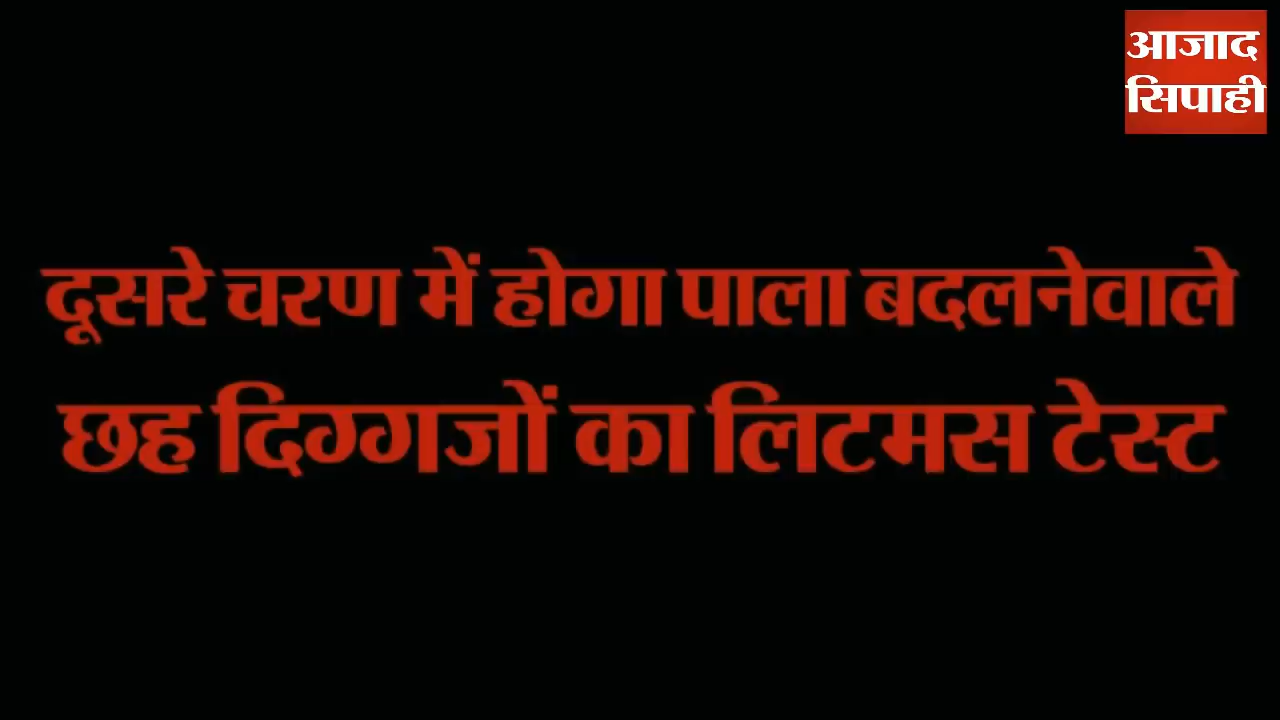 आजाद
सिपाही
दूसरे चरण में होगा पाला बदलनेवाले
छह दिग्गजों का लिटमस टेस्ट